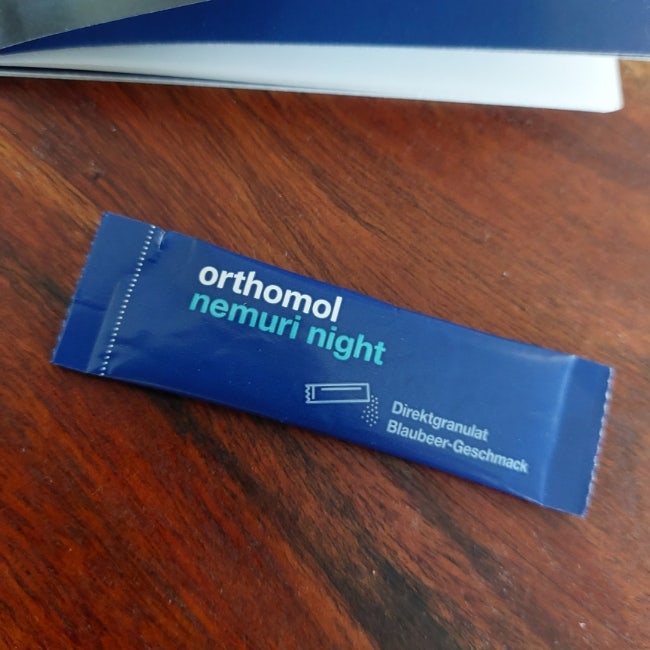 orthomol
nemuri night
Direktgranulat
Blaubeer-Geschmack